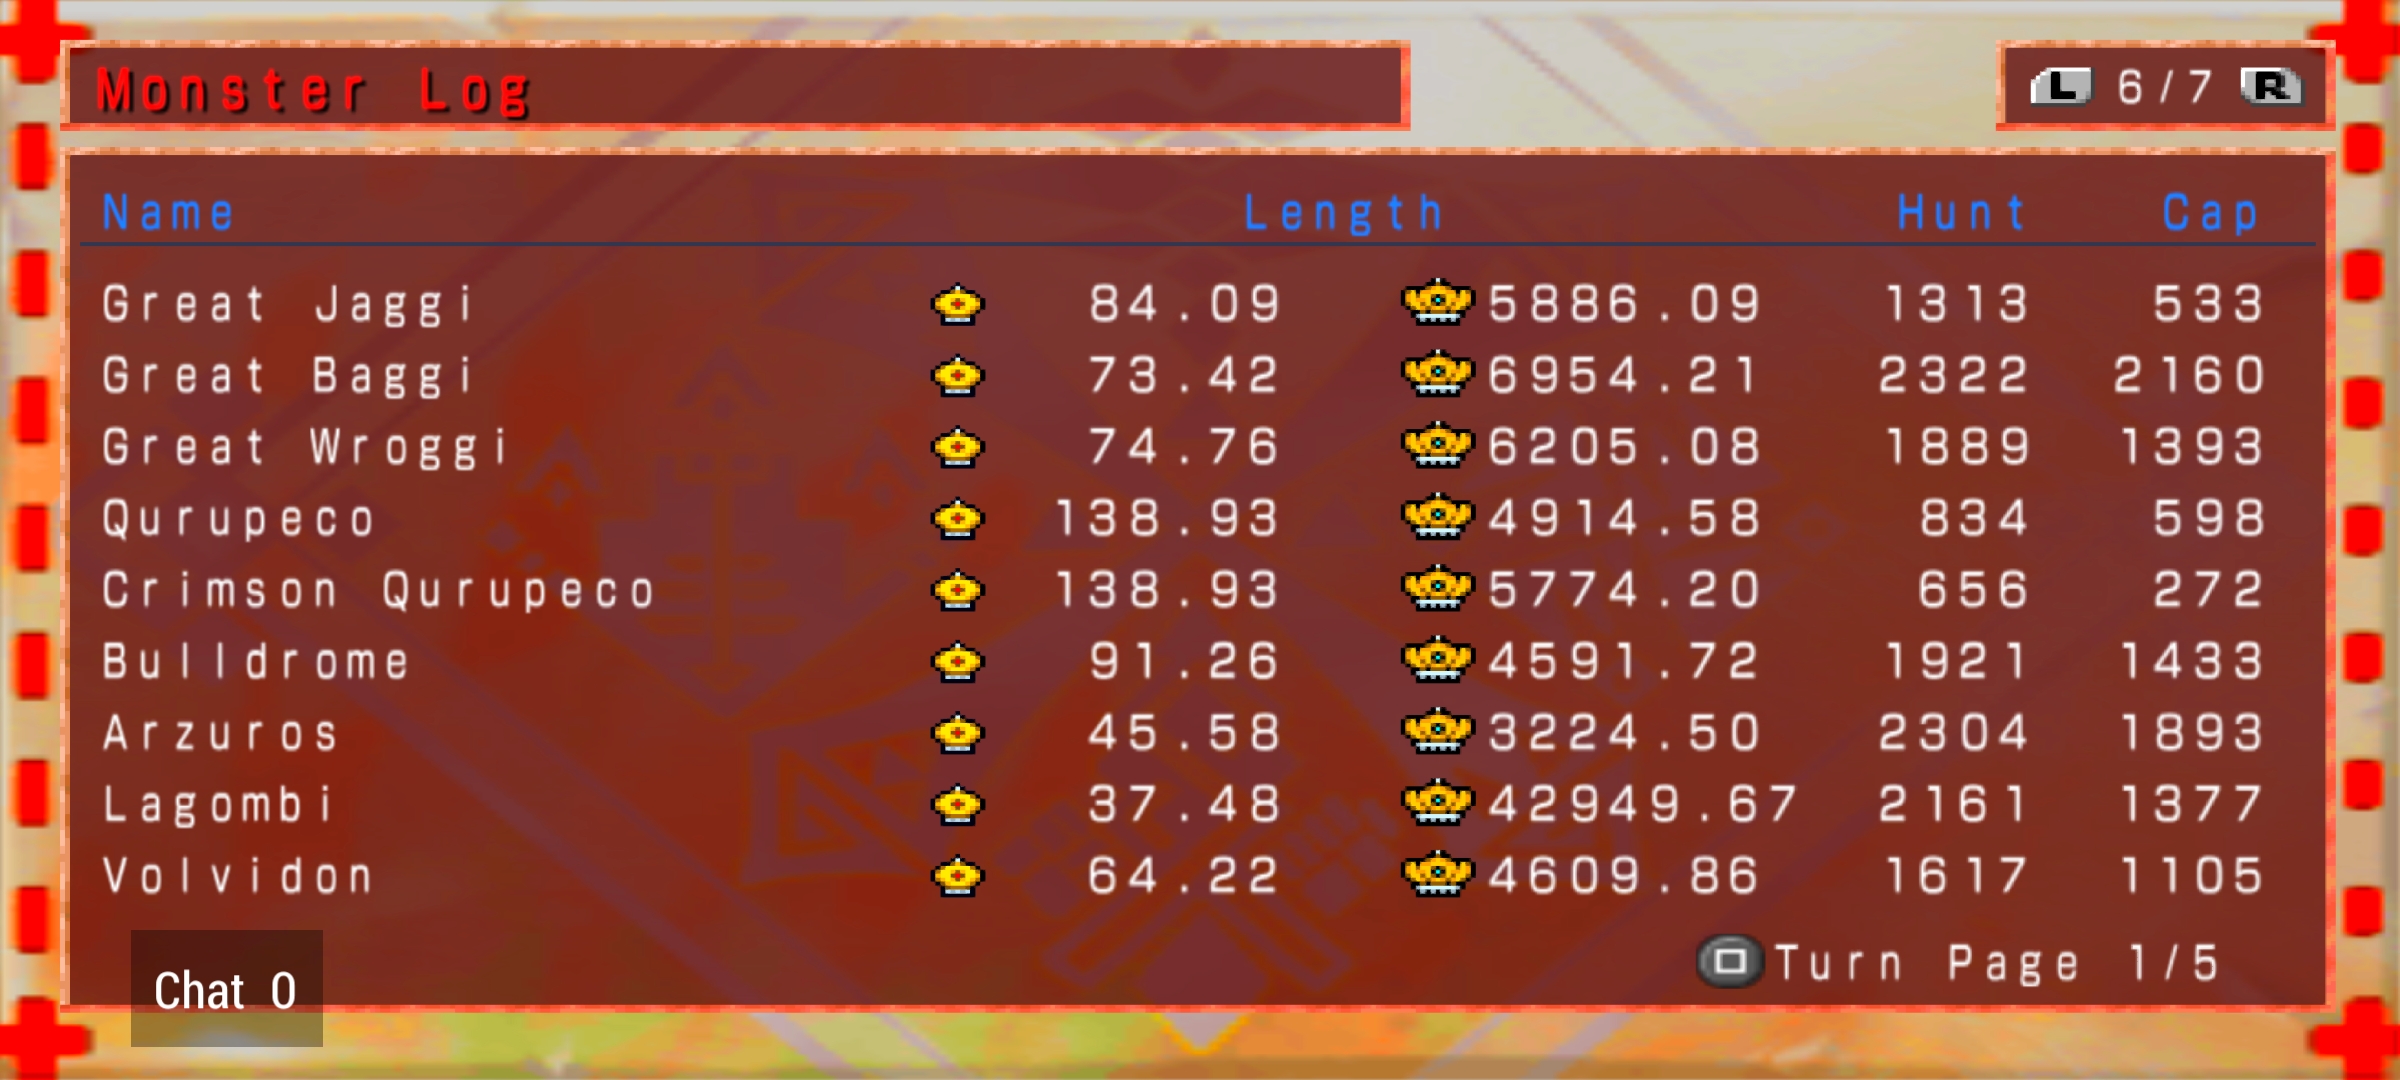 Monster Log
L 6/7 R
Name Length Hunt Cap
Great Jaggi 84.09 5886.09 1313 533
Great Baggi 73.42 6954.21 2322 2160
Great Wroggi 74.76 6205.08 1889 1393
Qurupeco 138.93 4914.58 834 598
Crimson Qurupeco 138.93 5774.20 656 272
Bulldrome 91.26 4591.72 1921 1433
Arzuros 45.58 3224.50 2304 1893
Lagombi 37.48 42949.67 2161 1377
Volvidon 64.22 4609.86 1617 1105
Turn Page 1/5
Chat 0